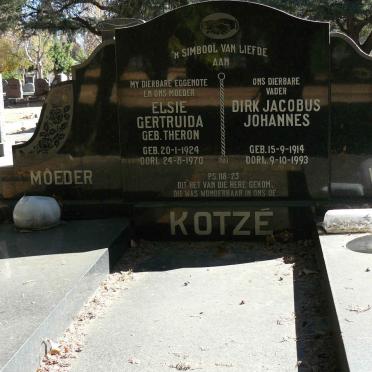 'N SIMBOOL VAN LIEFDE
AAN
MY DIERBARE EGGENOTE
EN ONS MOEDER
ELSIE
GERTRUIDA
GEB. THERON
GEB. 20-1-1924
OORL. 24-8-1970
ONS DIERBARE
VADER
DIRK JACOBUS
JOHANNES
GEB. 15-9-1914
OORL. 9-10-1993
MOEDER
PS. 118-23
DIT HET VAN DIE HERE GEKOM,
DIE WAS WONDERBAAR IN ONS OË
KOTZÉ